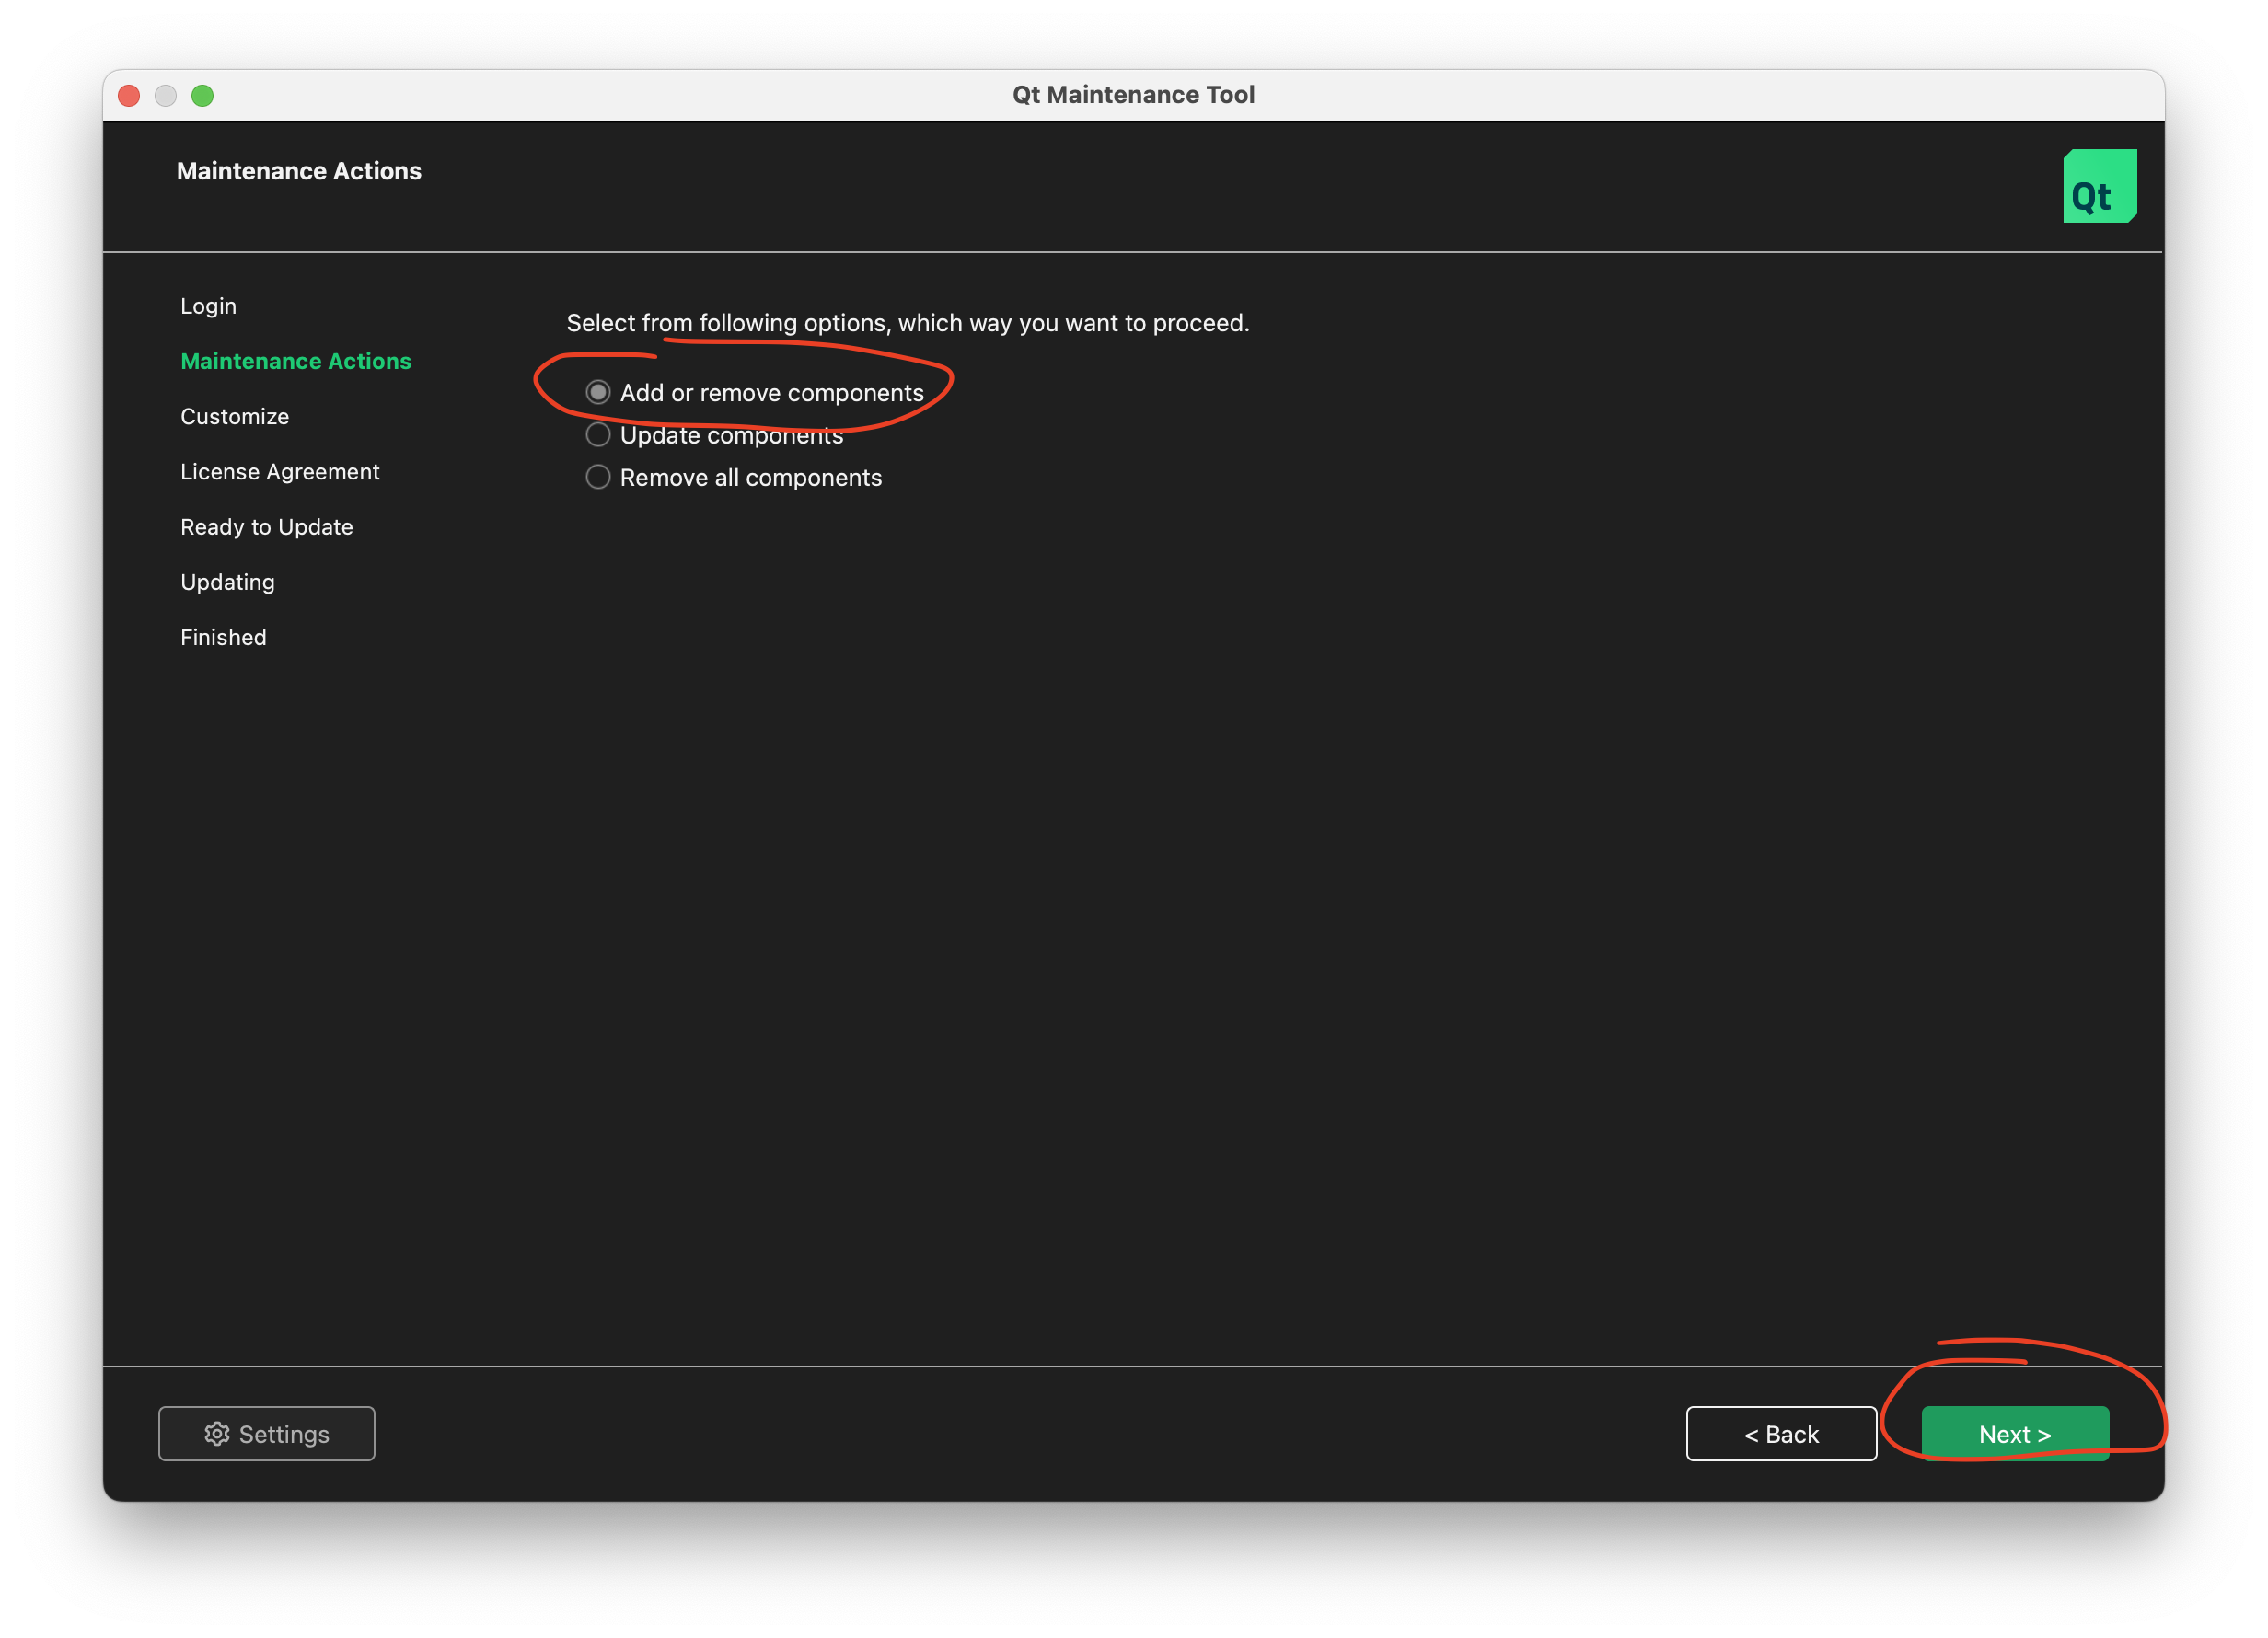 Qt Maintenance Tool
Maintenance Actions
Qt
Login
Maintenance Actions
Customize
License Agreement
Ready to Update
Updating
Finished
Select from following options, which way you want to proceed.
Add or remove components
Update components
Remove all components
Settings
< Back
Next >